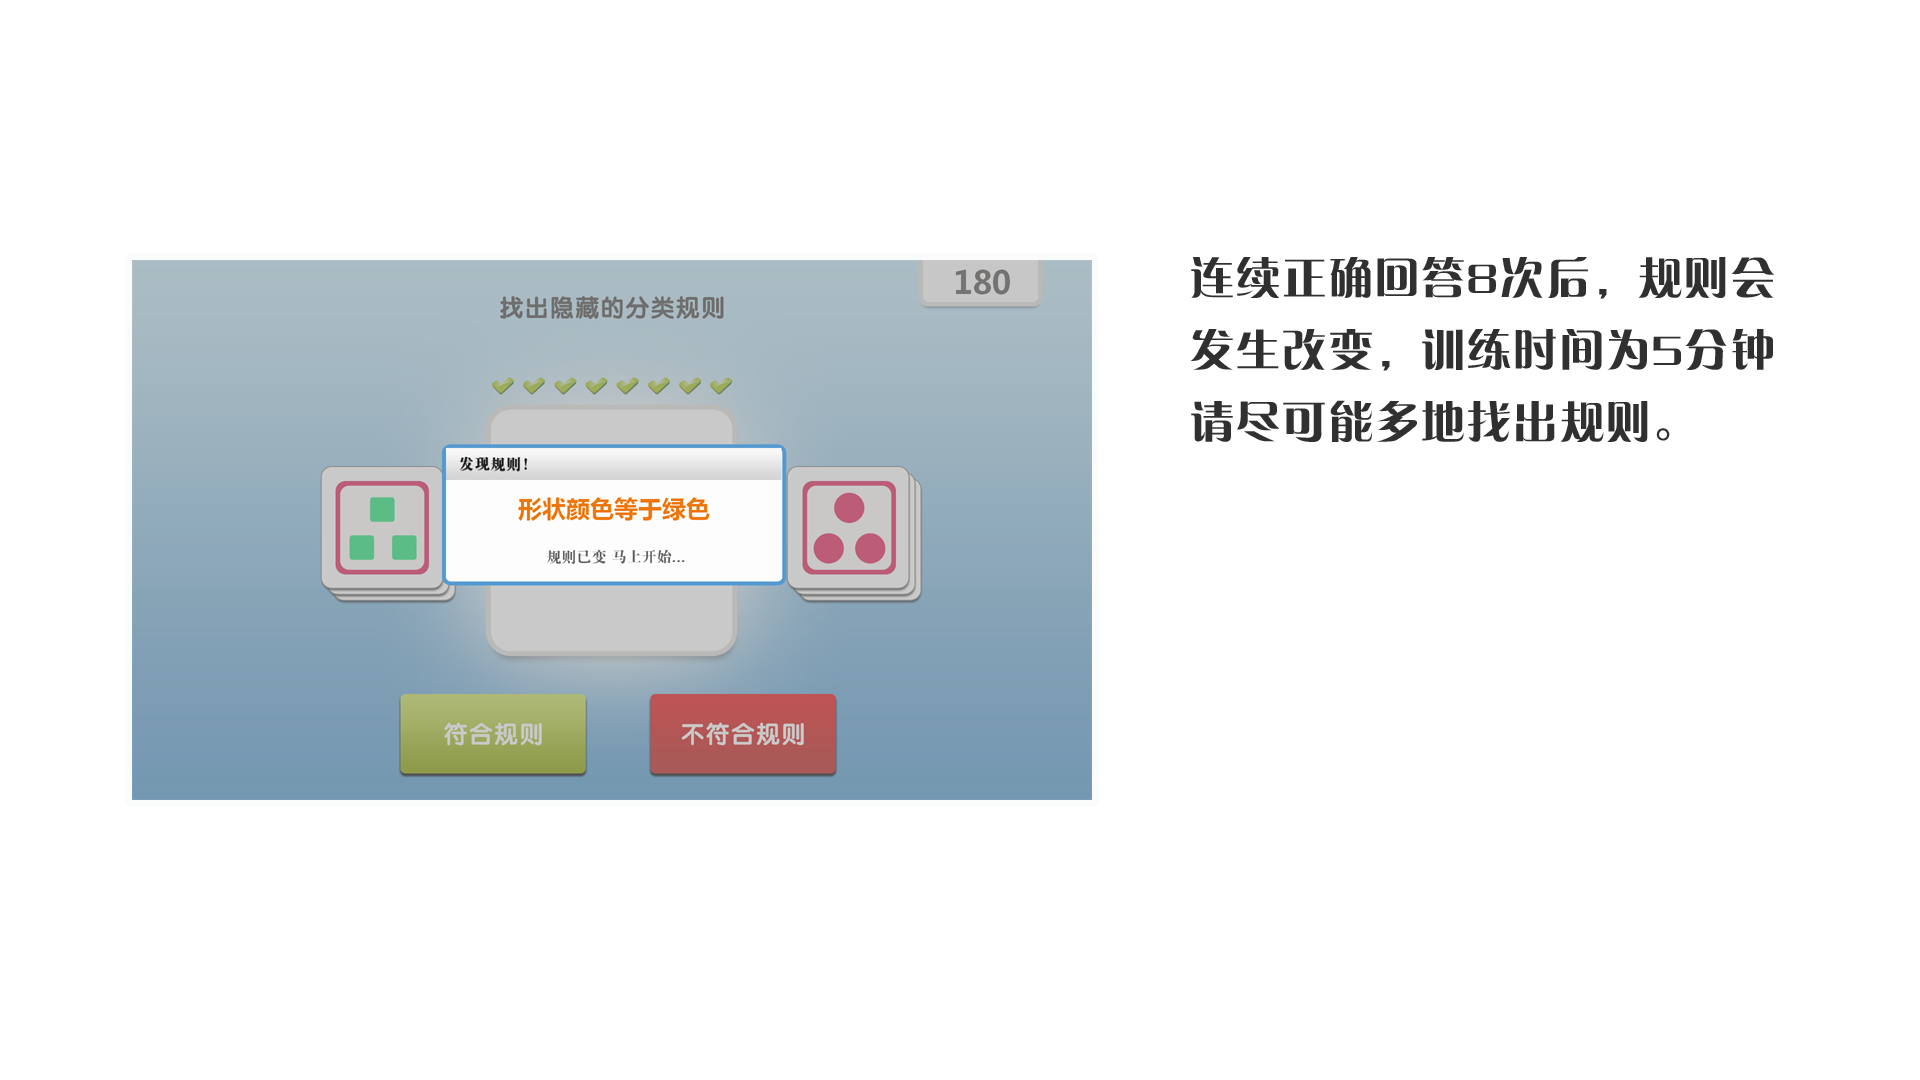 180
找出隐藏的分类规则
发现规则!
形状颜色等于绿色
规则已变 马上开始...
符合规则
不符合规则
连续正确回答8次后，规则会
发生改变，训练时间为5分钟
请尽可能多地找出规则。